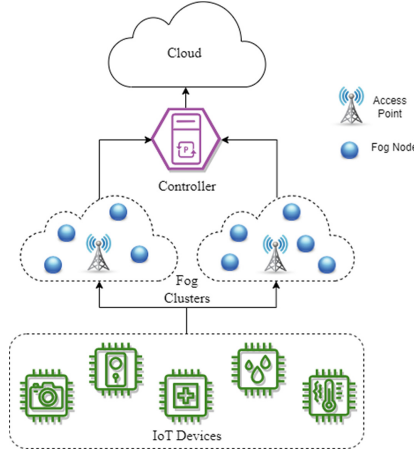 Cloud
Access
Point
Fog Node
P
Controller
Fog
Clusters
IoT Devices